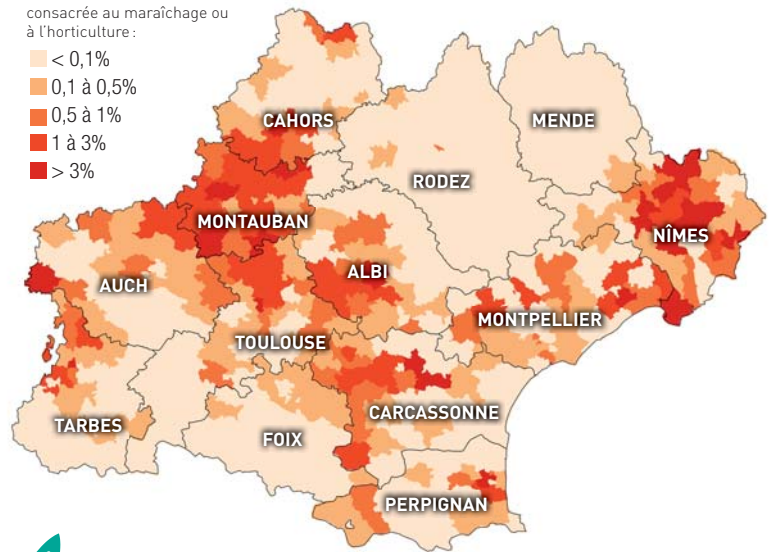 consacrée au maraîchage ou
à l'horticulture :
< 0,1%
0,1 à 0,5%
0,5 à 1%
1 à 3%
> 3%
CAHORS
MENDE
RODEZ
MONTAUBAN
NÎMES
ALBI
AUCH
MONTPELLIER
TOULOUSE
CARCASSONNE
TARBES
FOIX
PERPIGNAN